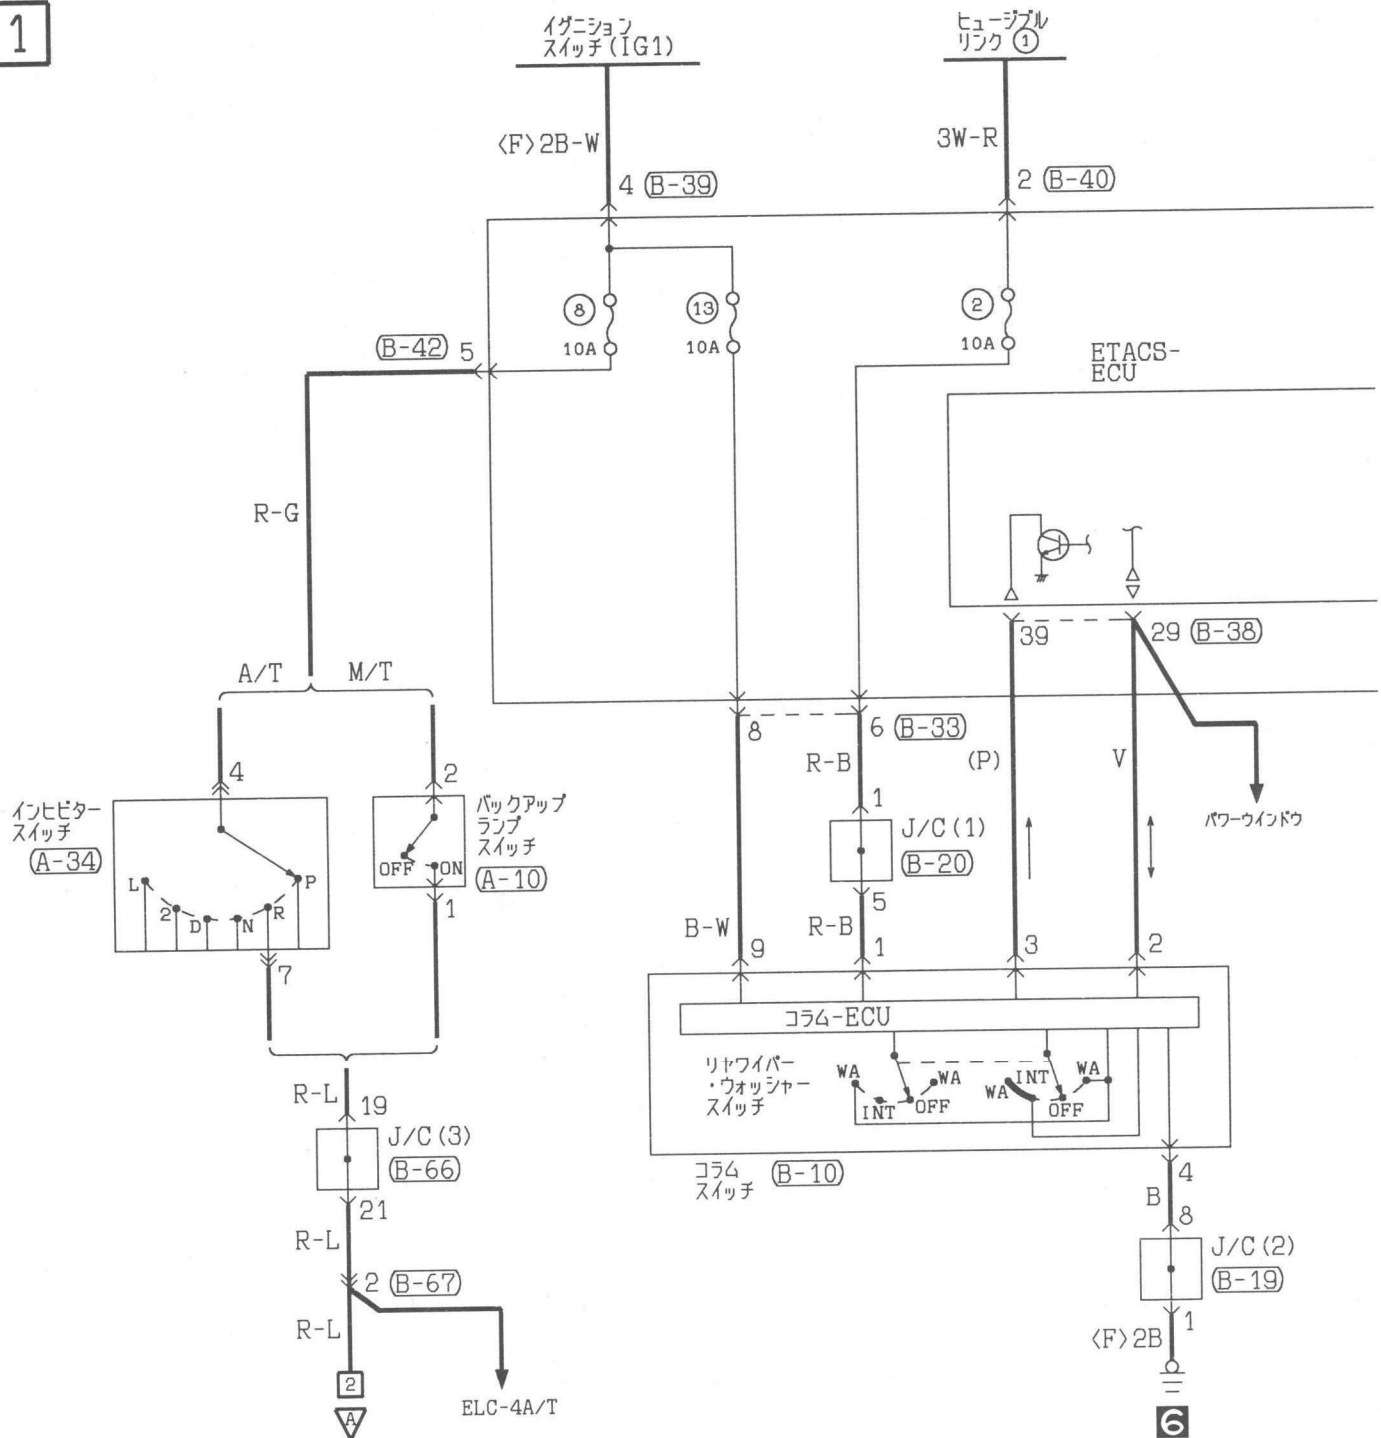 1
イグニション
スイッチ(IG1)
ヒュージブル
リンク ①
〈F〉2B-W
3W-R
4 (B-39)
2 (B-40)
8
10A
13
10A
2
10A
(B-42) 5
ETACS-
ECU
R-G
39
29 (B-38)
A/T
M/T
8
6 (B-33)
R-B
(P)
V
4
2
1
パワーウインドウ
インヒビター
スイッチ
(A-34)
バックアップ
ランプ
スイッチ
(A-10)
J/C(1)
(B-20)
OFF
ON
L
2
D
N
R
P
1
5
7
B-W
R-B
9
1
3
2
コラム-ECU
リヤワイパー
・ウォッシャー
スイッチ
WA
INT
OFF
WA
WA
INT
OFF
WA
R-L
19
J/C(3)
(B-66)
21
コラム
スイッチ
(B-10)
4
B
8
R-L
J/C(2)
(B-19)
2 (B-67)
1
R-L
〈F〉2B
2
A
ELC-4A/T
6